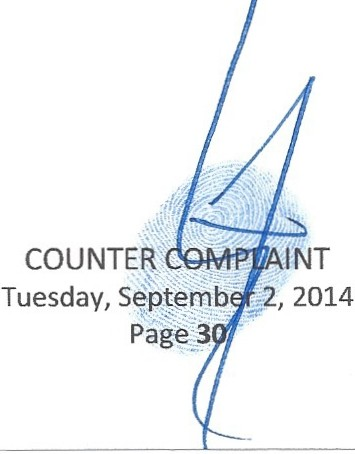 COUNTER COMPLAINT
Tuesday, September 2, 2014
Page 30